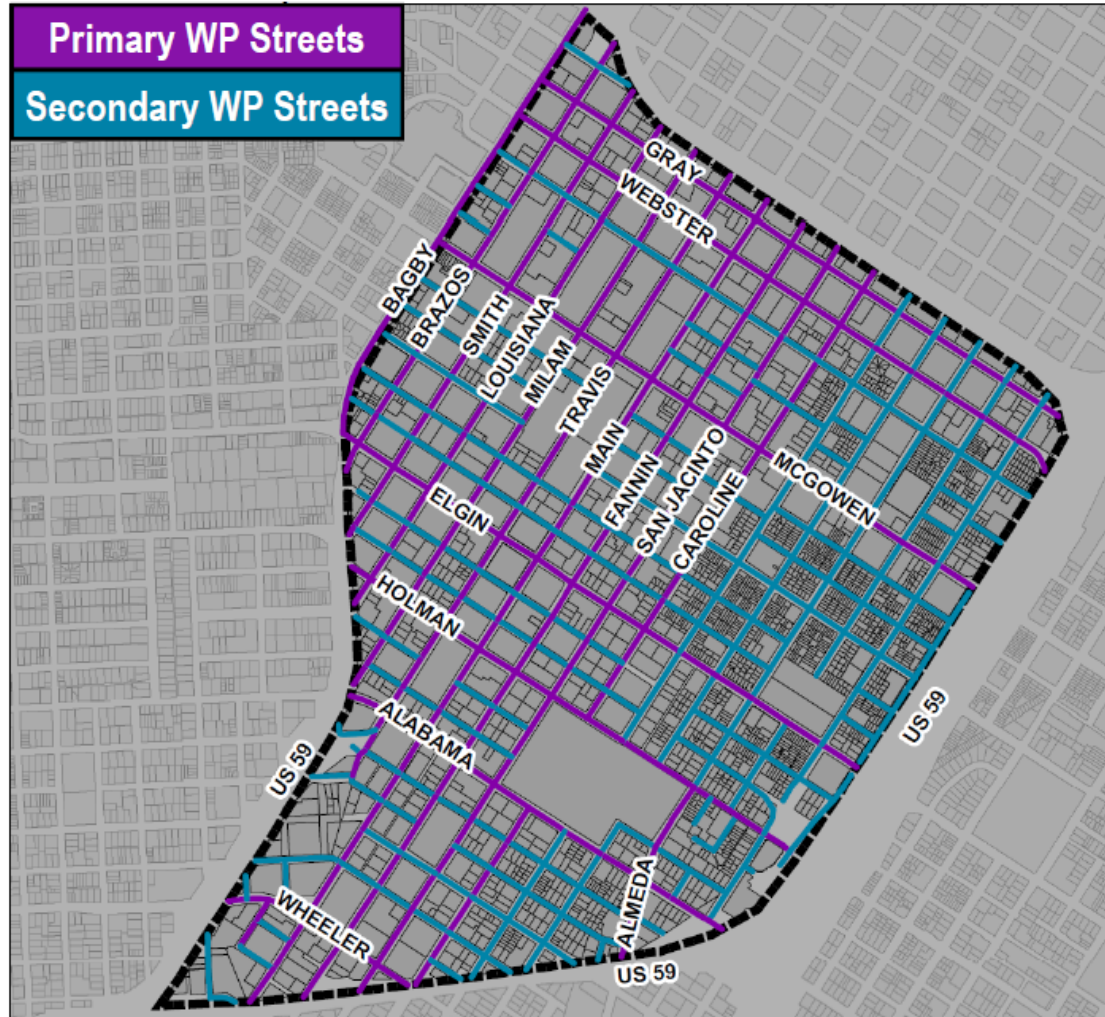 Primary WP Streets
Secondary WP Streets
GRAY
WEBSTER
BAGBY
BRAZOS
SMITH
LOUISIANA
MILAM
TRAVIS
MAIN
FANNIN
SAN JACINTO
CAROLINE
MCGOWEN
ELGIN
HOLMAN
ALABAMA
US 59
US 59
WHEELER
ALMEDA
US 59